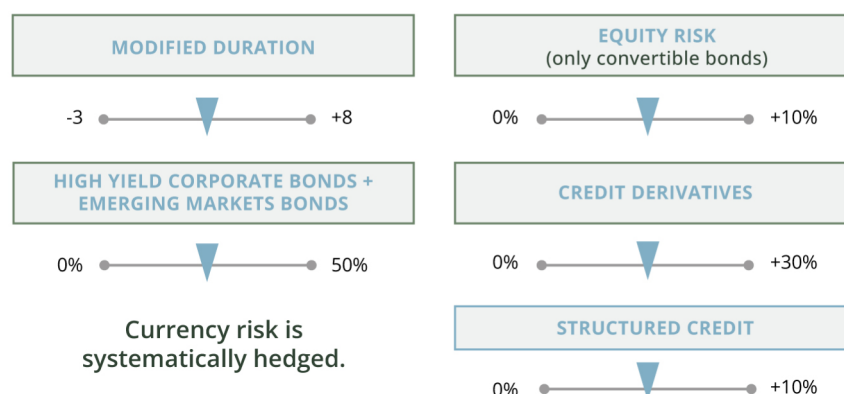 MODIFIED DURATION
-3 +8
HIGH YIELD CORPORATE BONDS +
EMERGING MARKETS BONDS
0% 50%
Currency risk is
systematically hedged.
EQUITY RISK
(only convertible bonds)
0% +10%
CREDIT DERIVATIVES
0% +30%
STRUCTURED CREDIT
0% +10%